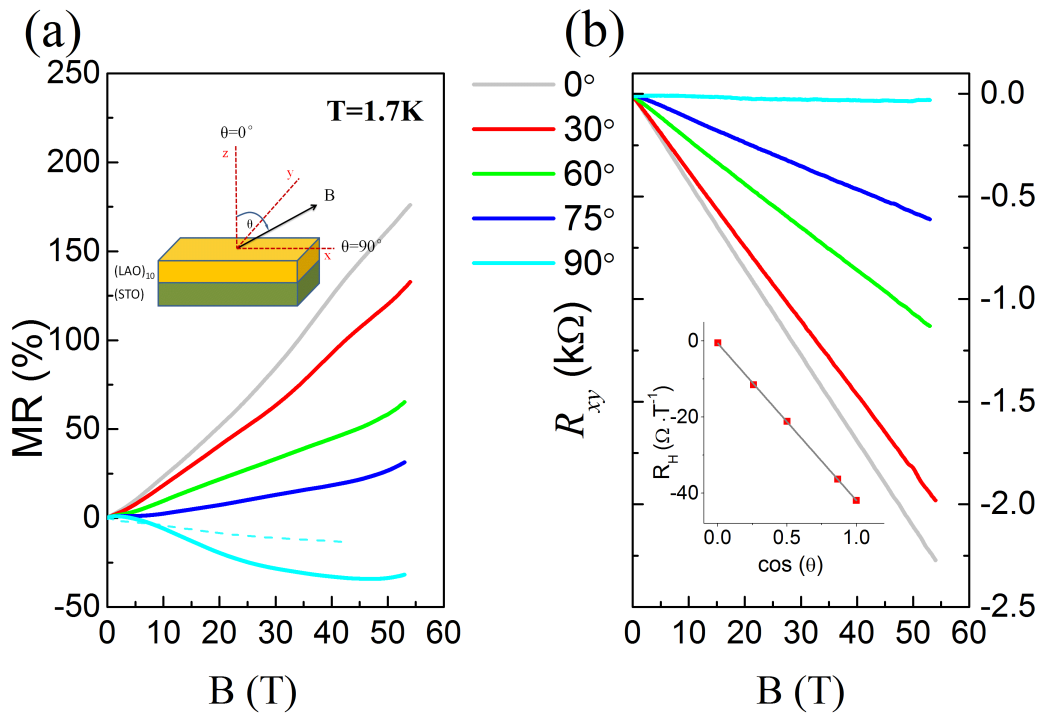 (a)
250
200
150
100
50
0
-50
MR (%)
0 10 20 30 40 50 60
B (T)
T=1.7K
θ=0°
z
y
B
θ
θ=90°
x
(LAO)10
(STO)
0°
30°
60°
75°
90°
(b)
0.0
-0.5
-1.0
-1.5
-2.0
-2.5
Rxy (kΩ)
0 10 20 30 40 50 60
B (T)
0
-20
-40
RH (Ω·T-1)
0.0 0.5 1.0
cos (θ)